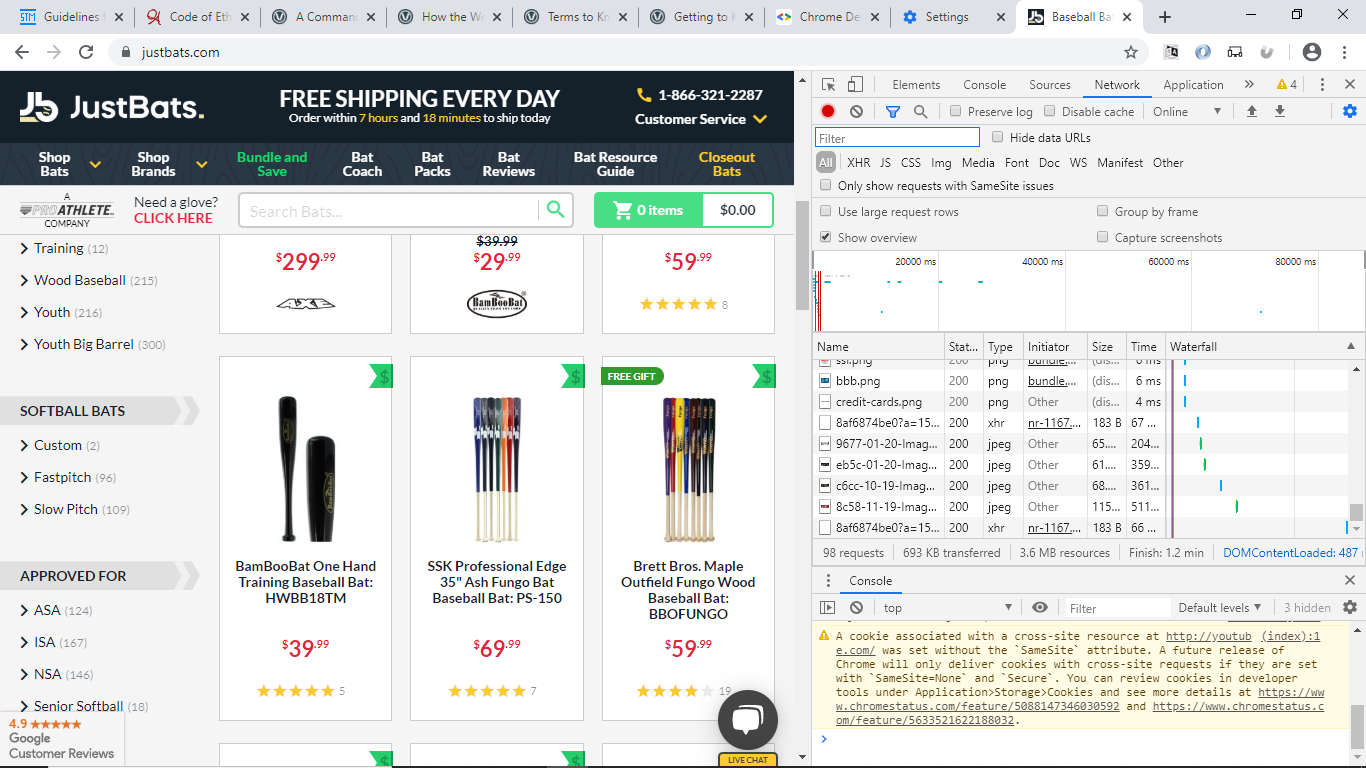 STM Guidelines f
Code of Eth
A Comman
How the We
Terms to Kn
Getting to K
Chrome De
Settings
Baseball Ba
justbats.com
JustBats.
FREE SHIPPING EVERY DAY
Order within 7 hours and 18 minutes to ship today
1-866-321-2287
Customer Service
Shop Bats
Shop Brands
Bundle and Save
Bat Coach
Bat Packs
Bat Reviews
Bat Resource Guide
Closeout Bats
A
PROATHLETE
COMPANY
Need a glove?
CLICK HERE
Search Bats...
0 items
$0.00
Training (12)
Wood Baseball (215)
Youth (216)
Youth Big Barrel (300)
SOFTBALL BATS
Custom (2)
Fastpitch (96)
Slow Pitch (109)
APPROVED FOR
ASA (124)
ISA (167)
NSA (146)
Senior Softball (18)
4.9
Google
Customer Reviews
$299.99
AXE
$39.99
$29.99
BamBooBat
$59.99
8
$
BamBooBat One Hand
Training Baseball Bat:
HWBB18TM
$39.99
5
$
SSK Professional Edge
35" Ash Fungo Bat
Baseball Bat: PS-150
$69.99
7
FREE GIFT
$
Brett Bros. Maple
Outfield Fungo Wood
Baseball Bat:
BBOFUNGO
$59.99
19
LIVE CHAT
Elements
Console
Sources
Network
Application
4
Preserve log
Disable cache
Online
Filter
Hide data URLs
All XHR JS CSS Img Media Font Doc WS Manifest Other
Only show requests with SameSite issues
Use large request rows
Group by frame
Show overview
Capture screenshots
20000 ms
40000 ms
60000 ms
80000 ms
Name Stat... Type Initiator Size Time Waterfall
ssl.png 200 png bundle.... (dis... 6 ms
bbb.png 200 png bundle.... (dis... 6 ms
credit-cards.png 200 png Other (dis... 4 ms
8af6874be0?a=15... 200 xhr nr-1167.... 183 B 67 ...
9677-01-20-Imag... 200 jpeg Other 65.... 204...
eb5c-01-20-Imag... 200 jpeg Other 61.... 359...
c6cc-10-19-Imag... 200 jpeg Other 68.... 361...
8c58-11-19-Imag... 200 jpeg Other 115... 511...
8af6874be0?a=15... 200 xhr nr-1167.... 183 B 66 ...
98 requests 693 KB transferred 3.6 MB resources Finish: 1.2 min DOMContentLoaded: 487
Console
top
Filter
Default levels
3 hidden
A cookie associated with a cross-site resource at http://youtub (index):1
e.com/ was set without the `SameSite` attribute. A future release of
Chrome will only deliver cookies with cross-site requests if they are set
with `SameSite=None` and `Secure`. You can review cookies in developer
tools under Application>Storage>Cookies and see more details at https://ww
w.chromestatus.com/feature/5088147346030592 and https://www.chromestatus.c
om/feature/5633521622188032.